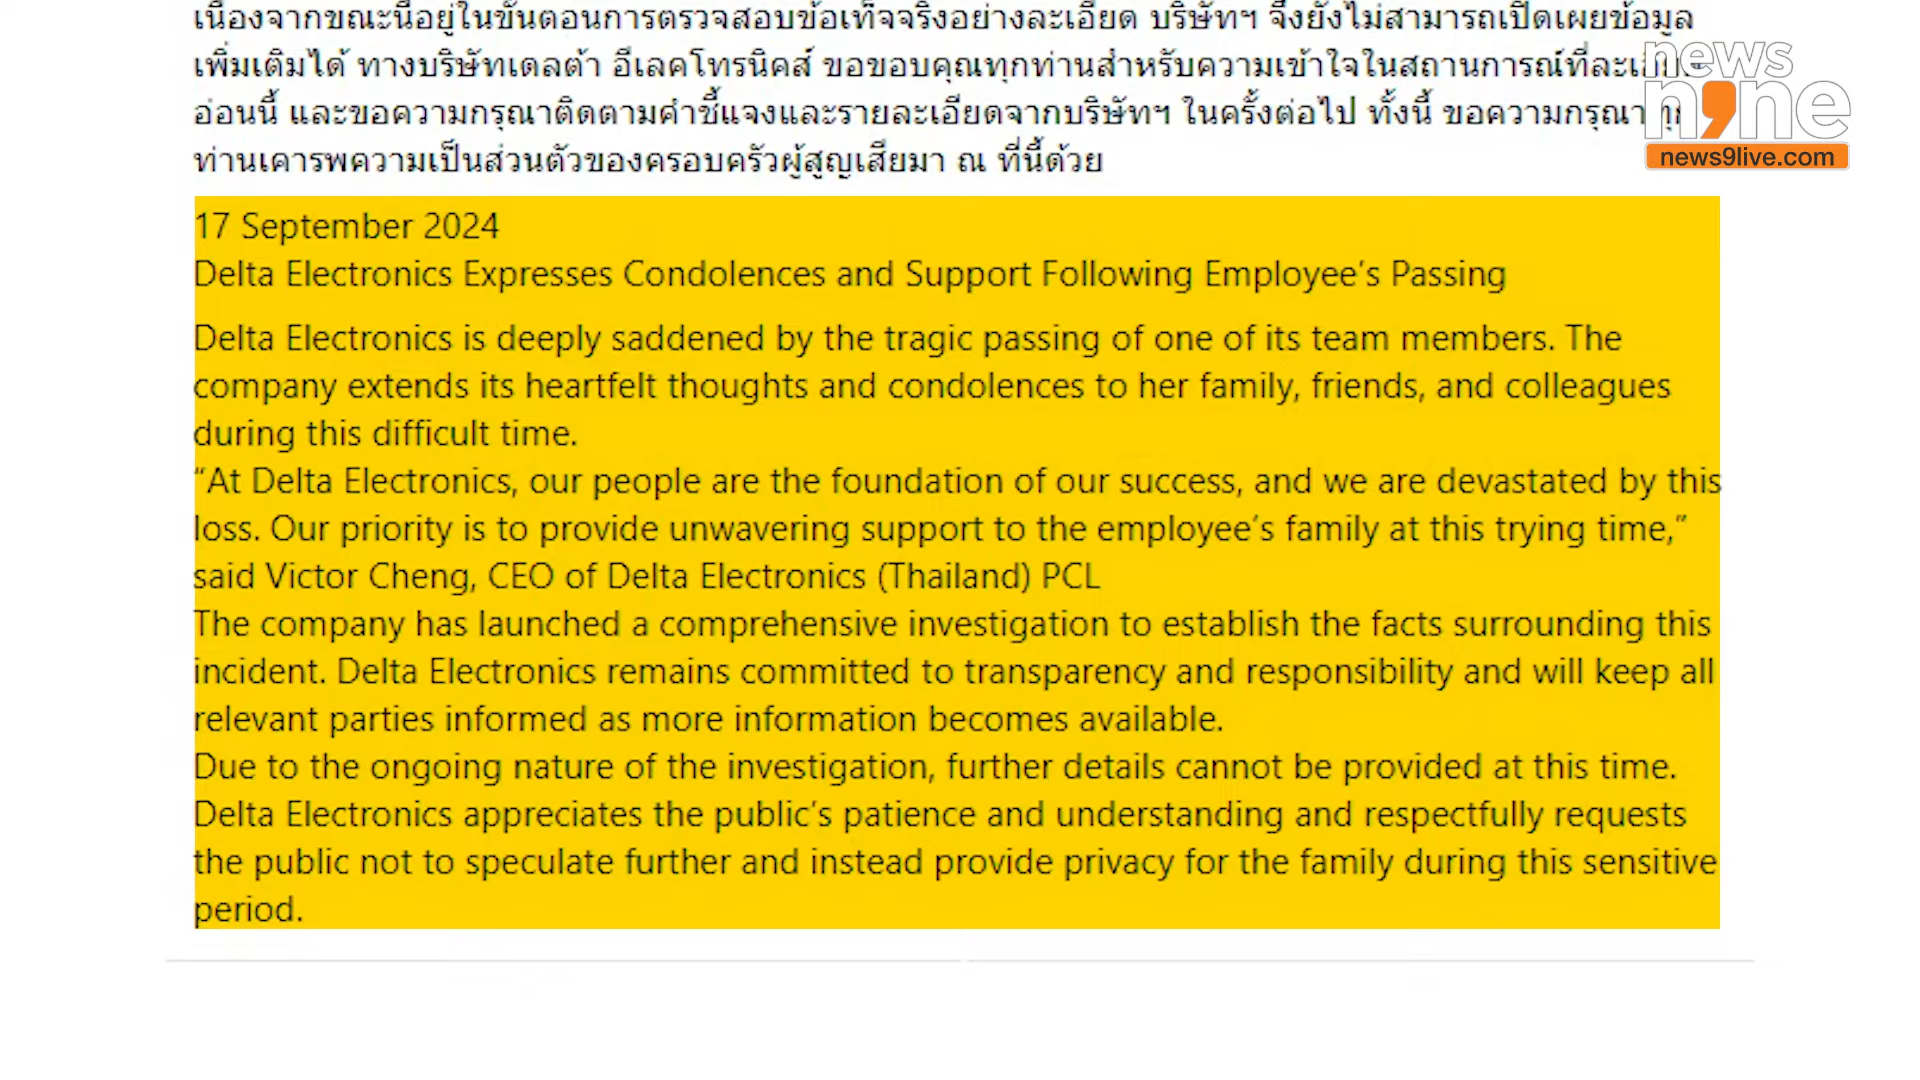 เนื่องจากขณะนี้อยู่ในขั้นตอนการตรวจสอบข้อเท็จจริงอย่างละเอียด บริษัทฯ จึงยังไม่สามารถเปิดเผยข้อมูล
เพิ่มเติมได้ ทางบริษัทเดลต้า อีเลคโทรนิคส์ ขอขอบคุณทุกท่านสำหรับความเข้าใจในสถานการณ์ที่
อ่อนนี้ และขอความกรุณาติดตามคำชี้แจงและรายละเอียดจากบริษัทฯ ในครั้งต่อไป ทั้งนี้ ขอความกรุณา
ท่านเคารพความเป็นส่วนตัวของครอบครัวผู้สูญเสียมา ณ ที่นี้ด้วย
news
nine
news9live.com
17 September 2024
Delta Electronics Expresses Condolences and Support Following Employee’s Passing
Delta Electronics is deeply saddened by the tragic passing of one of its team members. The
company extends its heartfelt thoughts and condolences to her family, friends, and colleagues
during this difficult time.
“At Delta Electronics, our people are the foundation of our success, and we are devastated by this
loss. Our priority is to provide unwavering support to the employee’s family at this trying time,”
said Victor Cheng, CEO of Delta Electronics (Thailand) PCL
The company has launched a comprehensive investigation to establish the facts surrounding this
incident. Delta Electronics remains committed to transparency and responsibility and will keep all
relevant parties informed as more information becomes available.
Due to the ongoing nature of the investigation, further details cannot be provided at this time.
Delta Electronics appreciates the public’s patience and understanding and respectfully requests
the public not to speculate further and instead provide privacy for the family during this sensitive
period.